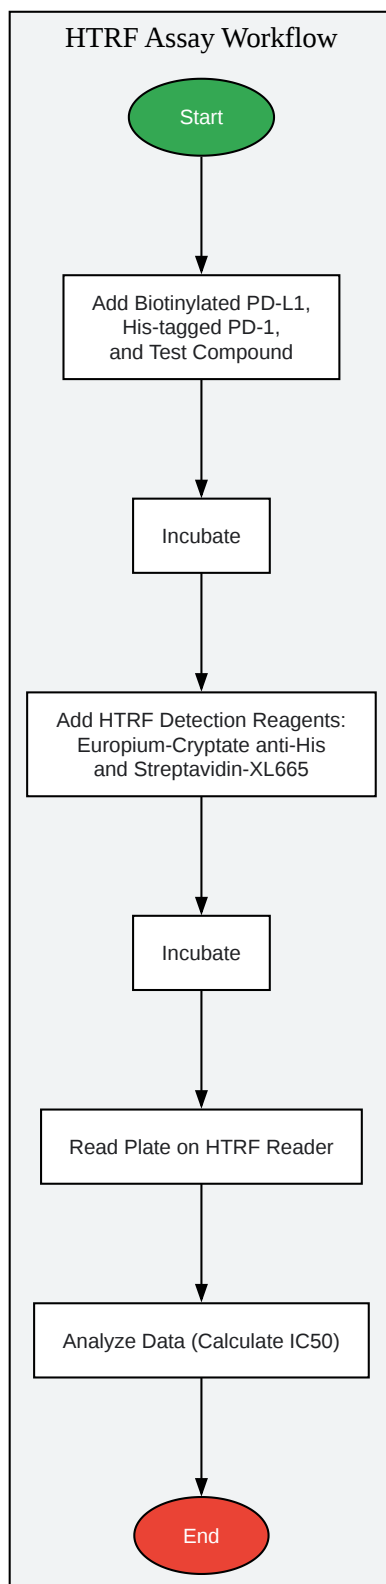 HTRF Assay Workflow
Start
Add Biotinylated PD-L1,
His-tagged PD-1,
and Test Compound
Incubate
Add HTRF Detection Reagents:
Europium-Cryptate anti-His
and Streptavidin-XL665
Incubate
Read Plate on HTRF Reader
Analyze Data (Calculate IC50)
End